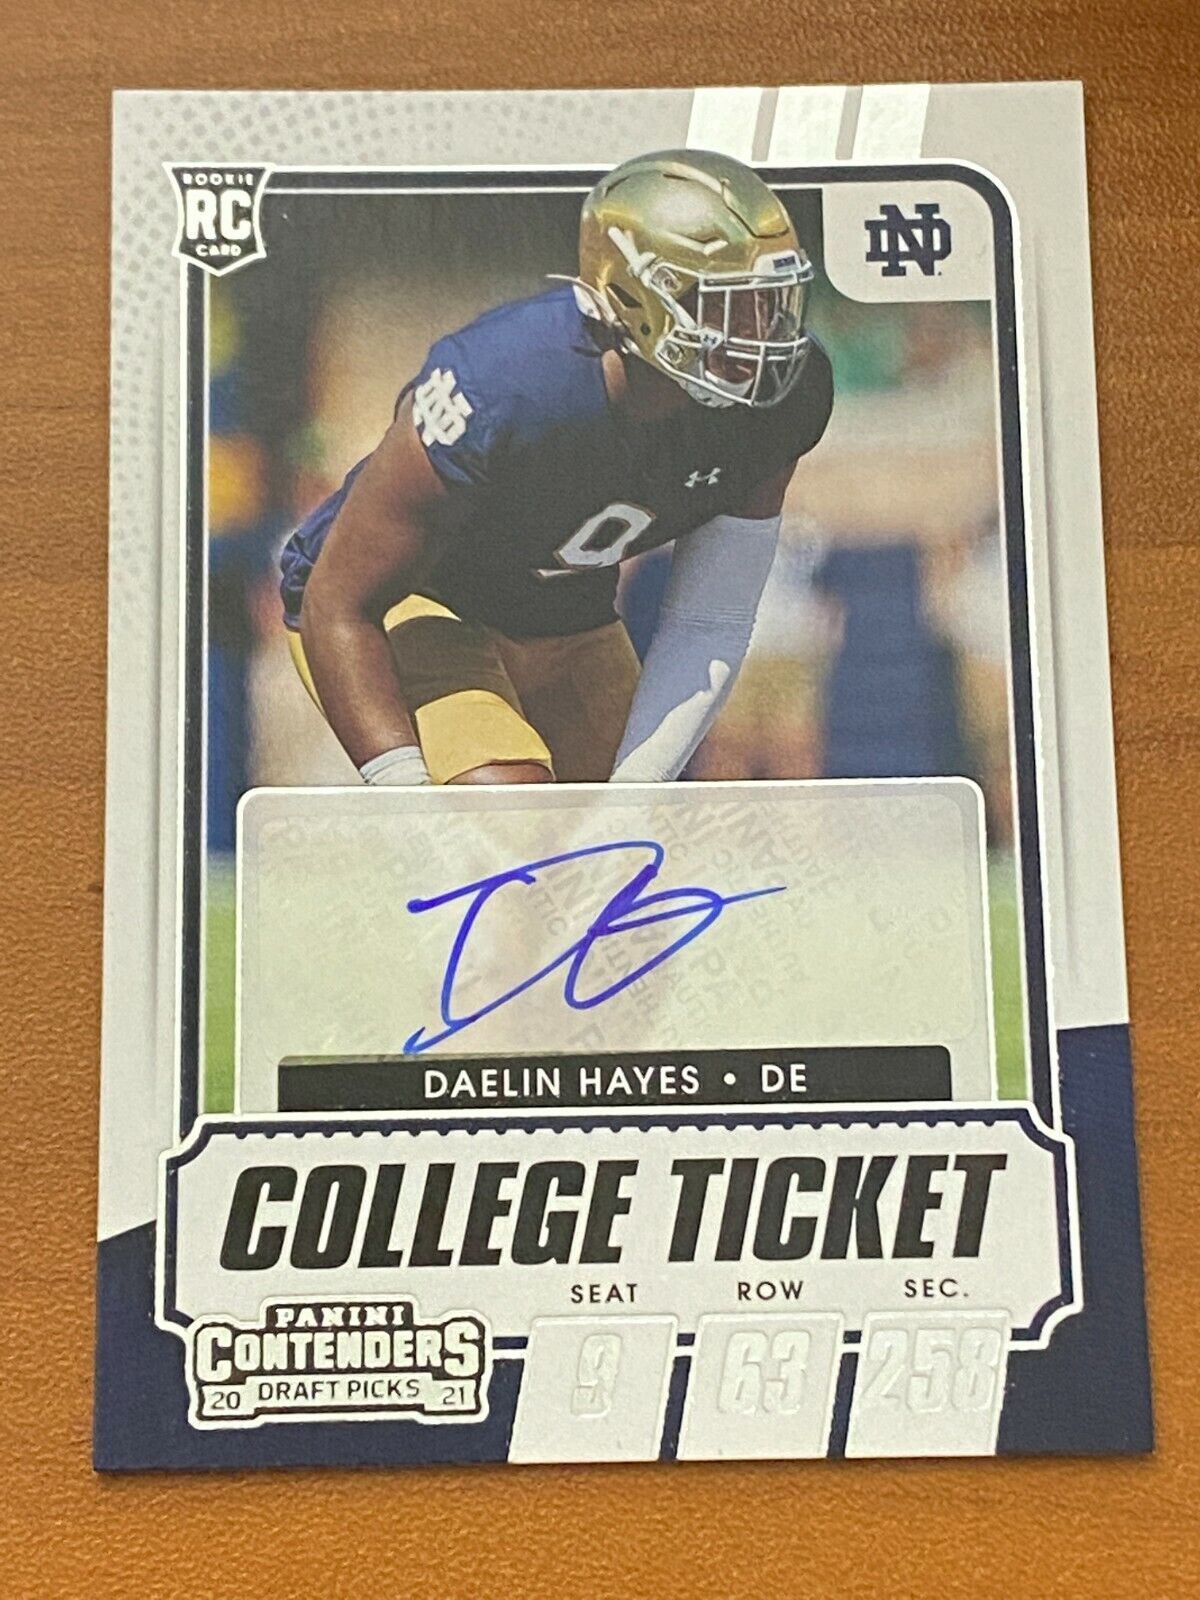 ROOKIE
RC
CARD
ND
9
DAELIN HAYES • DE
COLLEGE TICKET
SEAT ROW SEC.
9 63 258
PANINI
CONTENDERS
20 DRAFT PICKS 21